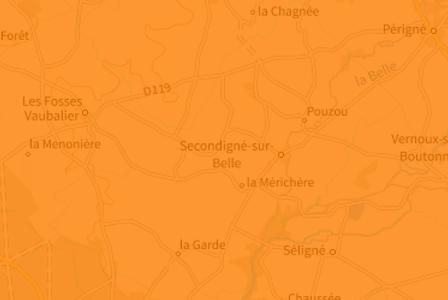 la Chagnée
Périgné
Forêt
la Belle
D119
Les Fosses
Vaubalier
Pouzou
la Menonière
Secondigné-sur-
Belle
Vernoux-s
Boutonn
la Mérichère
la Garde
Séligné
Chaussée